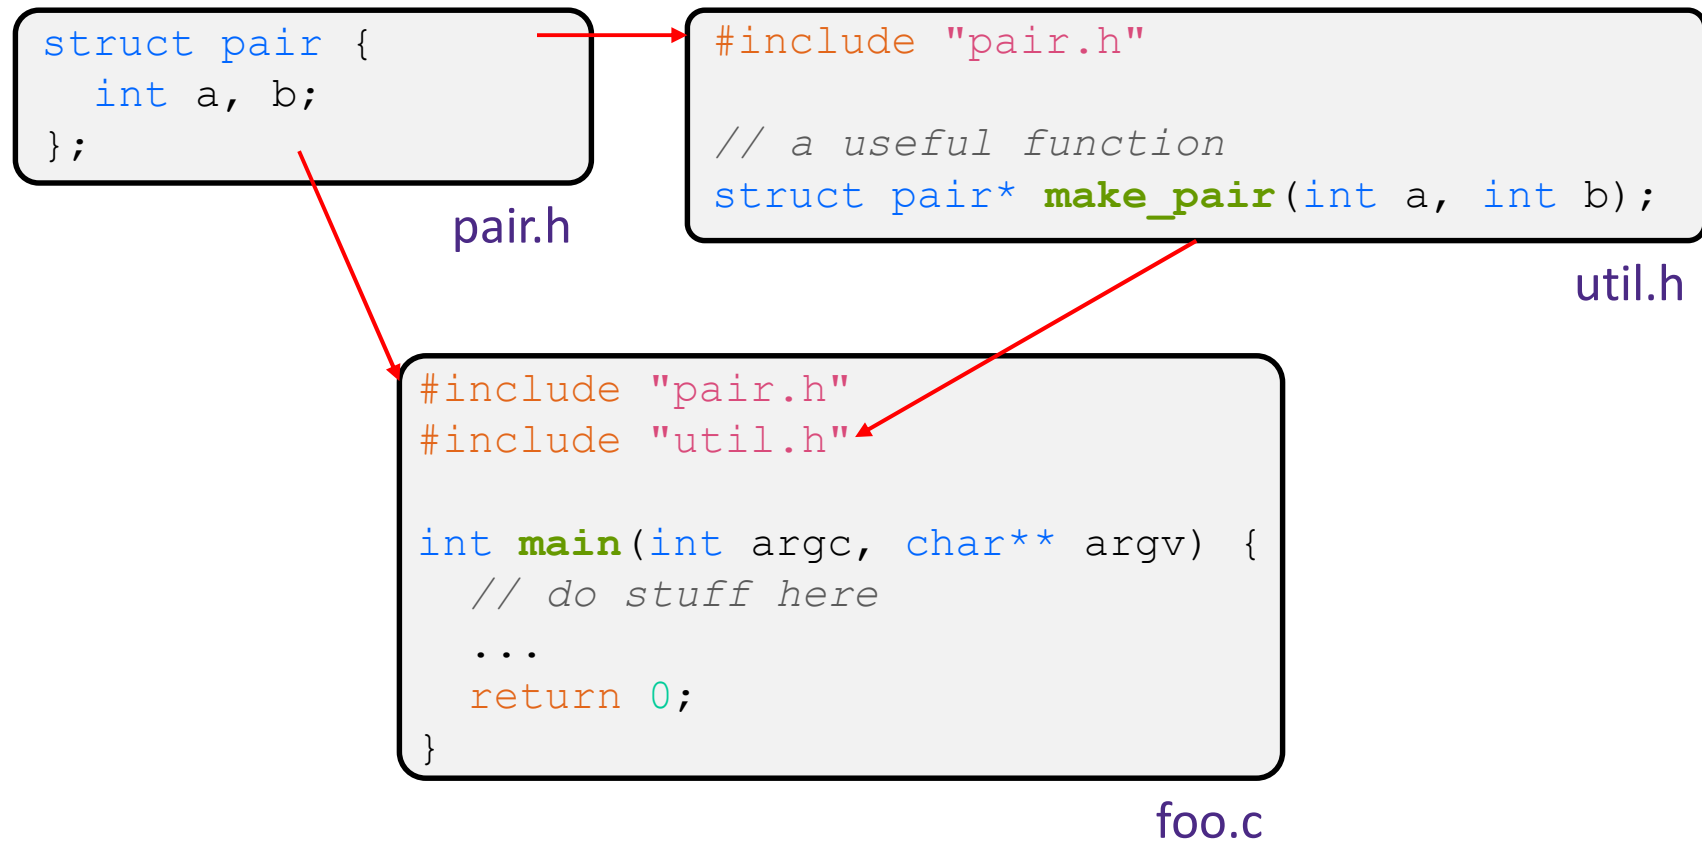 struct pair {
  int a, b;
};
pair.h
#include "pair.h"
// a useful function
struct pair* make_pair(int a, int b);
util.h
#include "pair.h"
#include "util.h"
int main(int argc, char** argv) {
  // do stuff here
  ...
  return 0;
}
foo.c